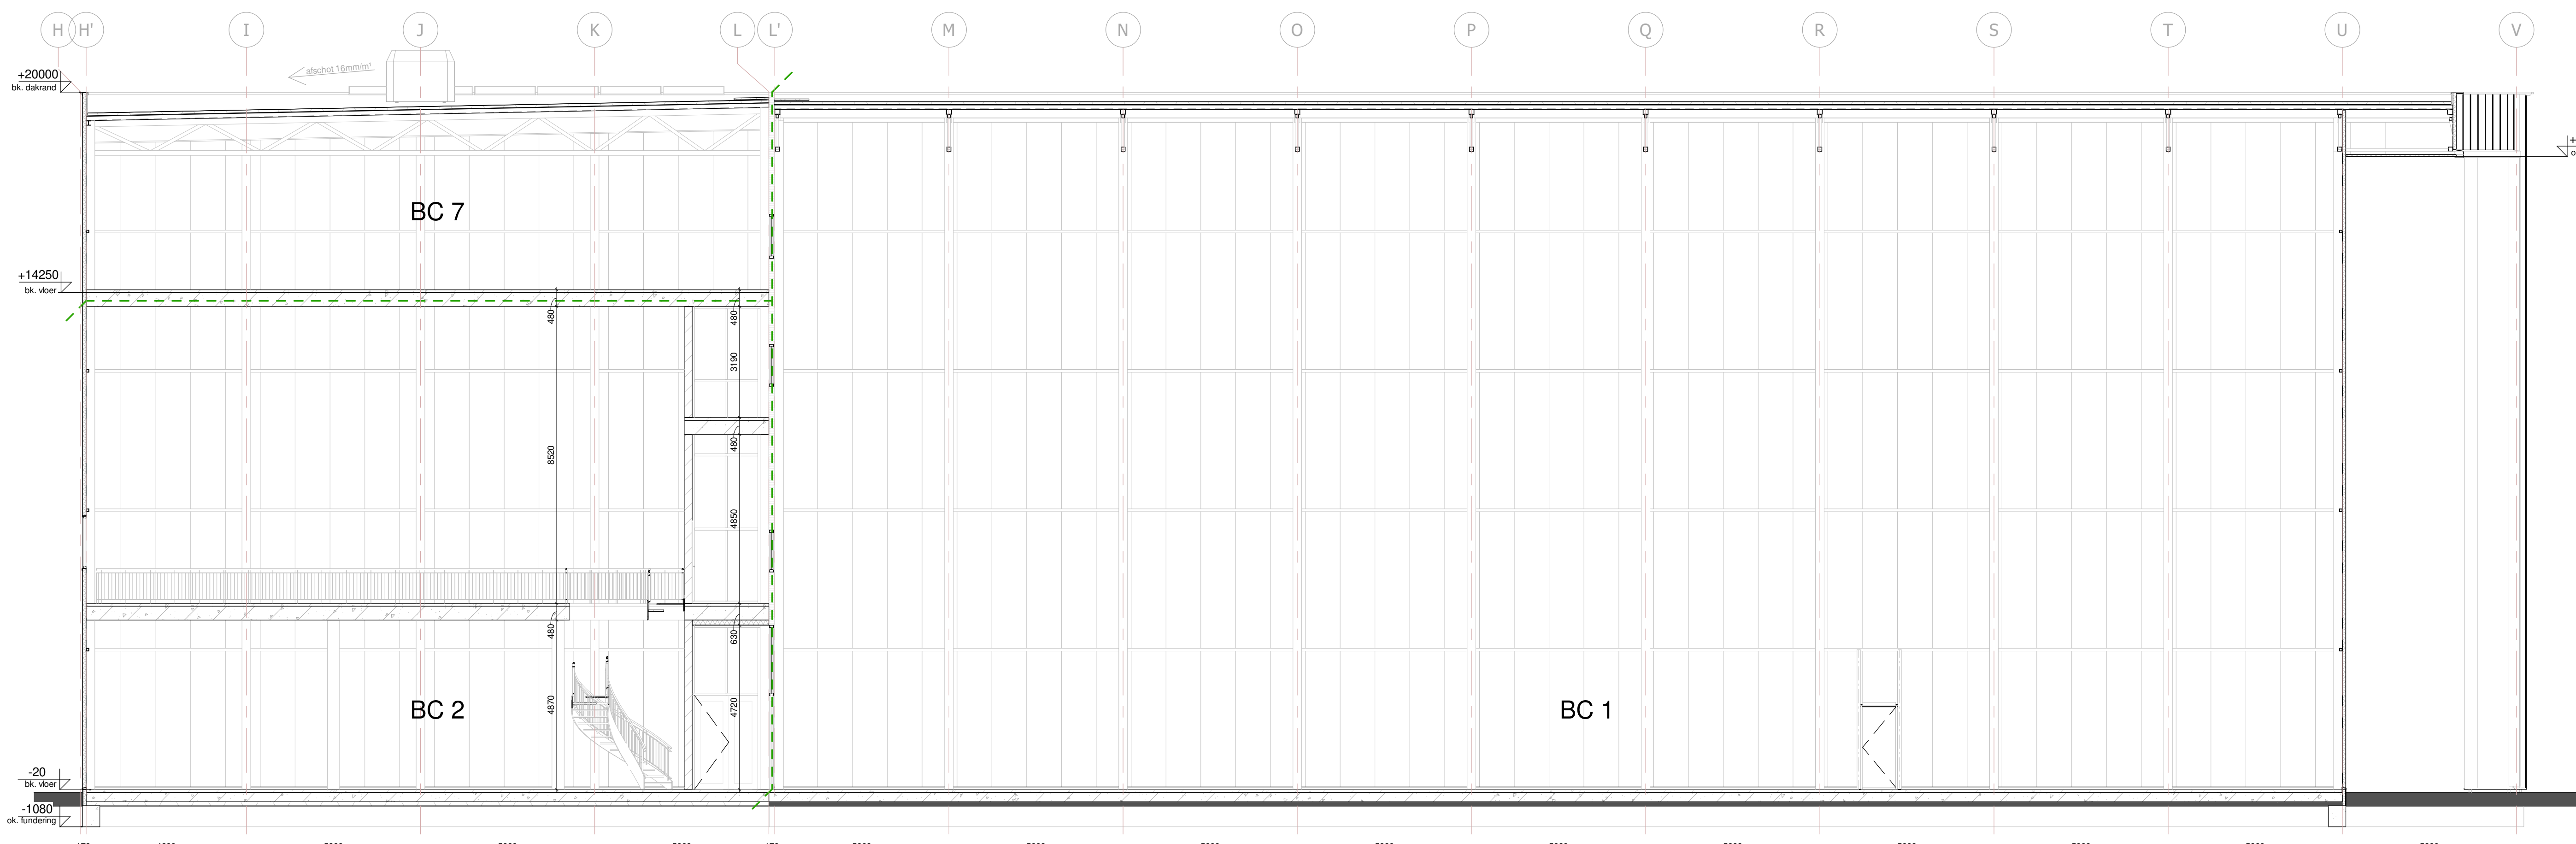 H H' I J K L L' M N O P Q R S T U V
afschot 16mm/m¹
+20000
bk. dakrand
BC 7
+14250
bk. vloer
480
480
3190
480
8520
4850
480
630
4870
4720
BC 2
BC 1
-20
bk. vloer
-1080
ok. fundering